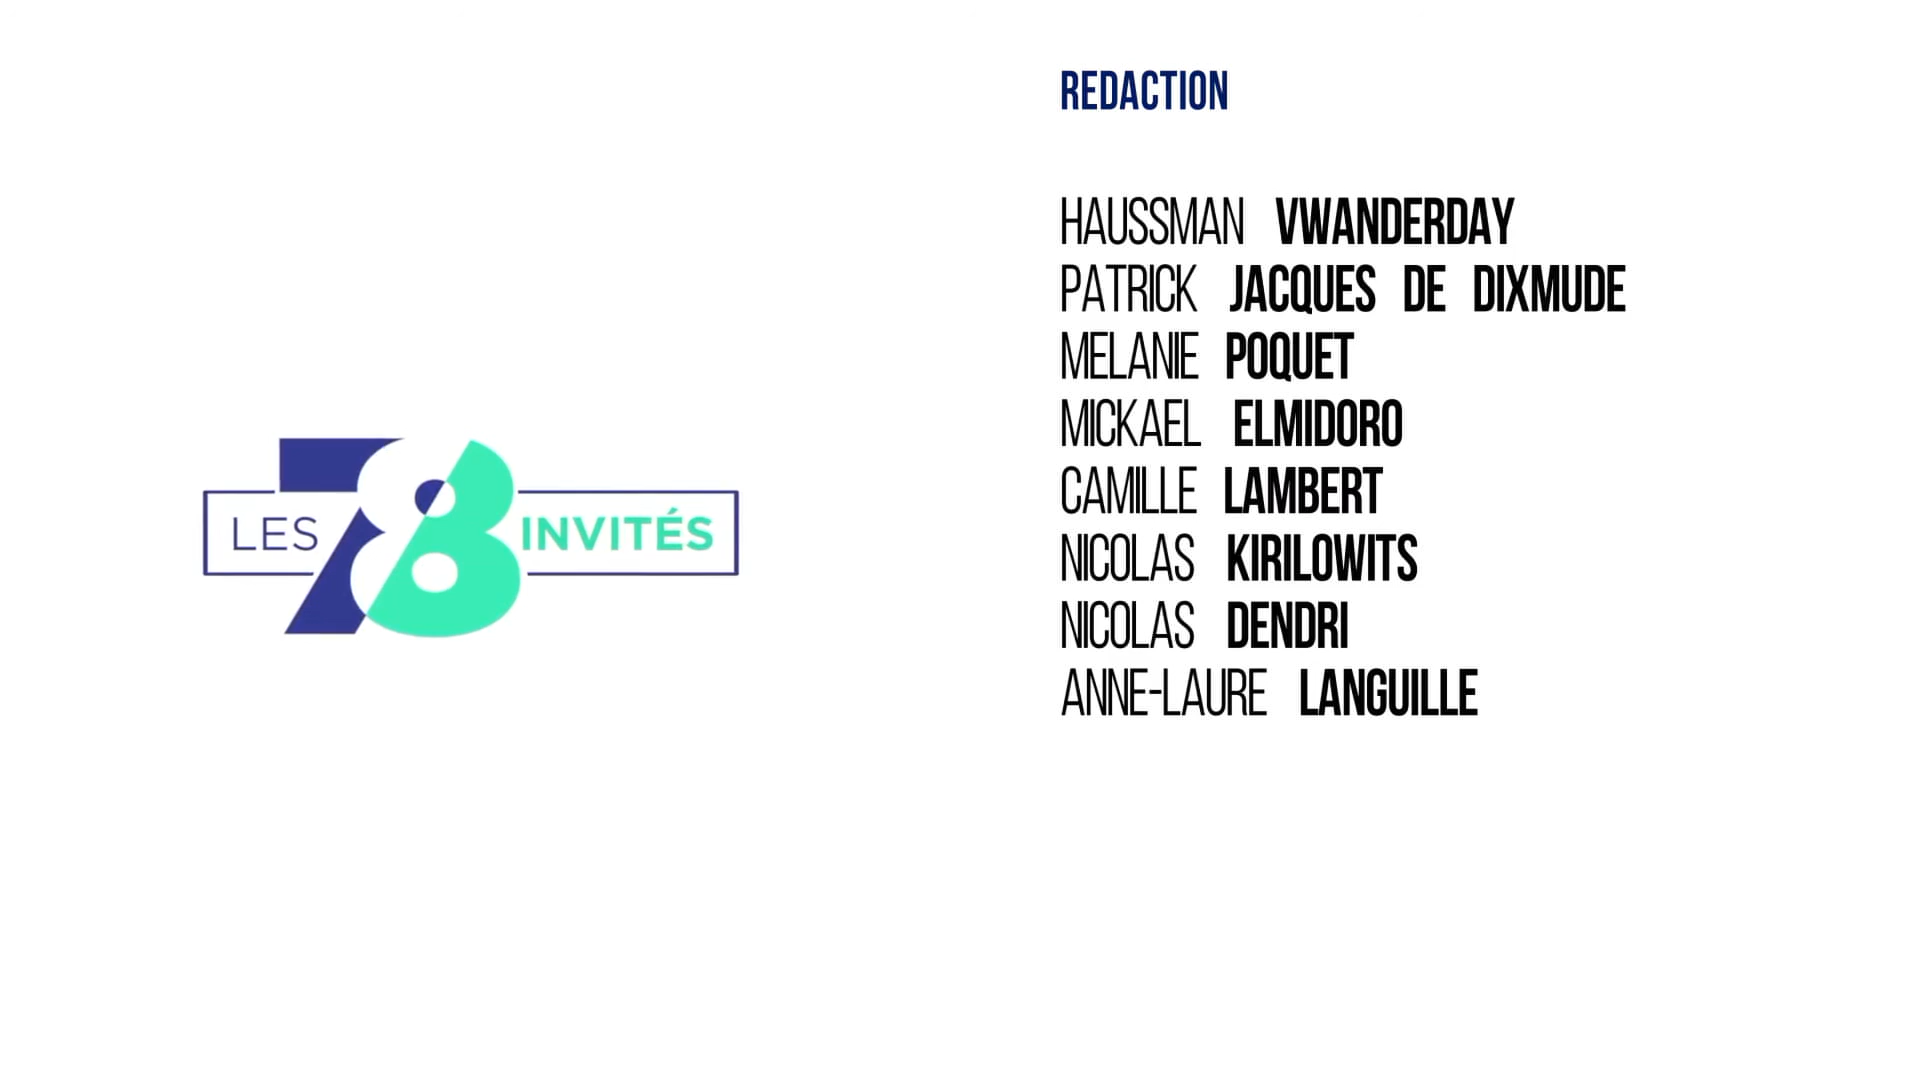 REDACTION
HAUSSMAN VWANDERDAY
PATRICK JACQUES DE DIXMUDE
MELANIE POQUET
MICKAEL ELMIDORO
CAMILLE LAMBERT
NICOLAS KIRILOWITS
NICOLAS DENDRI
ANNE-LAURE LANGUILLE
LES 78 INVITÉS